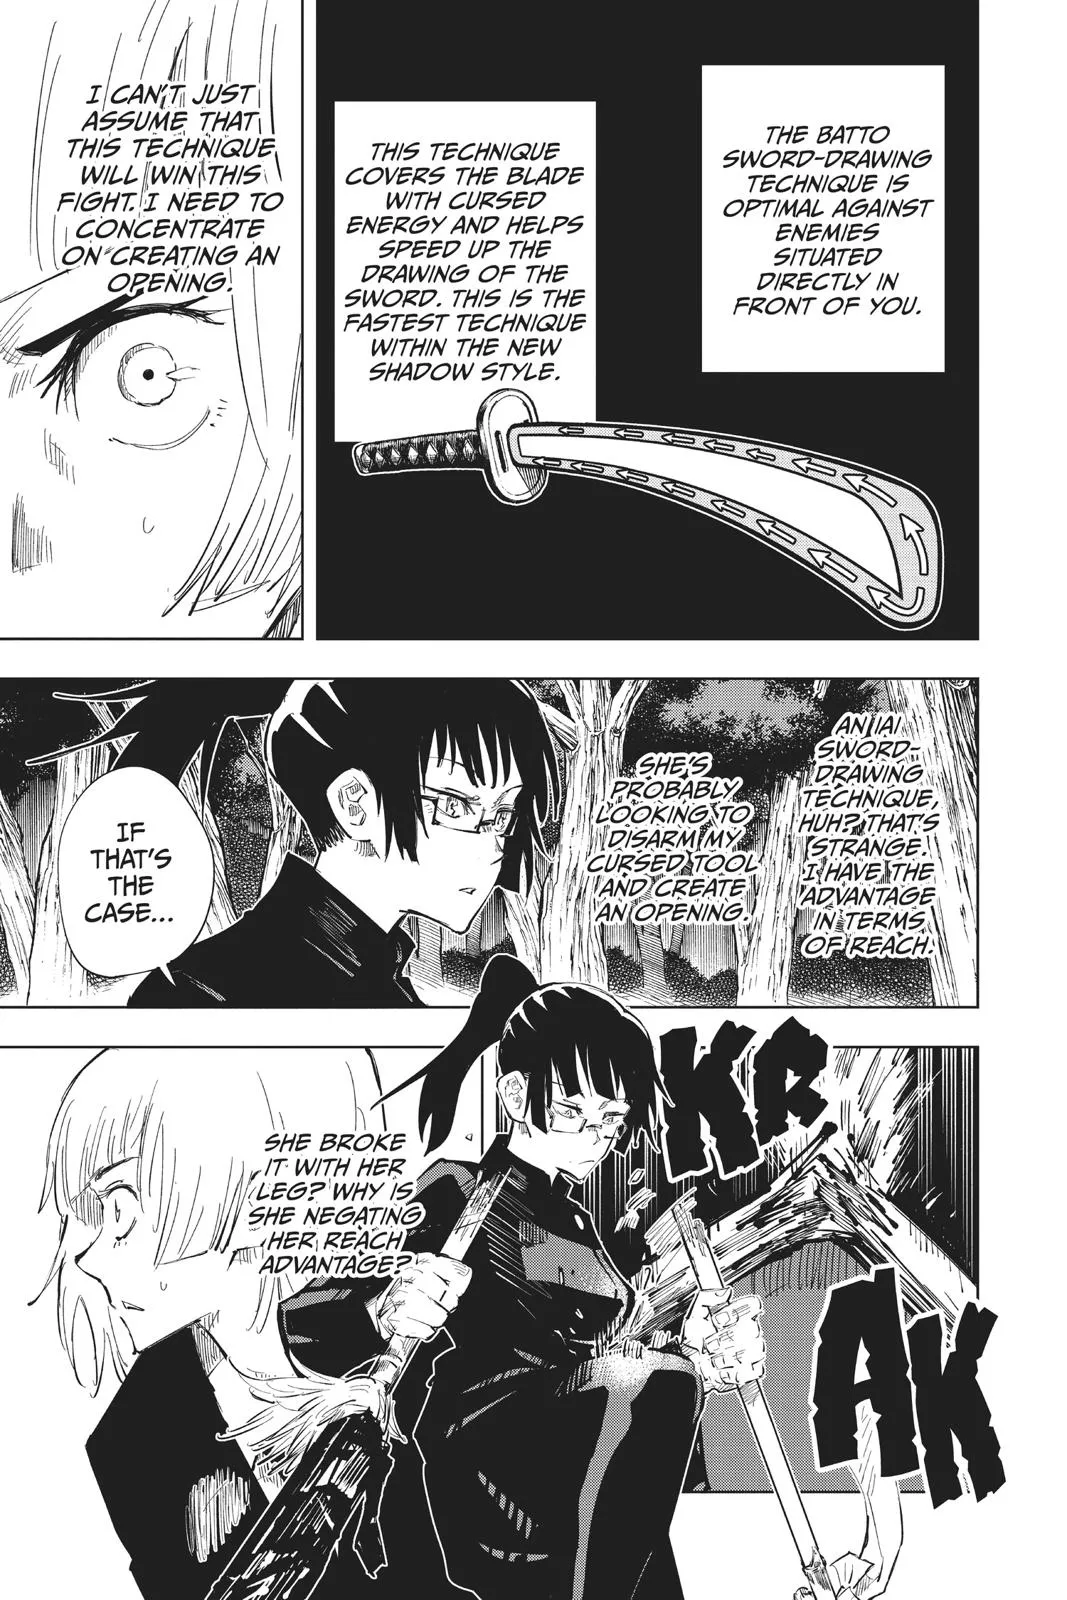 THE BATTO
SWORD-DRAWING
TECHNIQUE IS
OPTIMAL AGAINST
ENEMIES
SITUATED
DIRECTLY IN
FRONT OF YOU.
THIS TECHNIQUE
COVERS THE BLADE
WITH CURSED
ENERGY AND HELPS
SPEED UP THE
DRAWING OF THE
SWORD. THIS IS THE
FASTEST TECHNIQUE
WITHIN THE NEW
SHADOW STYLE.
I CAN'T JUST
ASSUME THAT
THIS TECHNIQUE
WILL WIN THIS
FIGHT. I NEED TO
CONCENTRATE
ON CREATING AN
OPENING.
AN IAI
SWORD-
DRAWING
TECHNIQUE,
HUH? THAT'S
STRANGE.
I HAVE THE
ADVANTAGE
IN TERMS
OF REACH.
SHE'S
PROBABLY
LOOKING TO
DISARM MY
CURSED TOOL
AND CREATE
AN OPENING.
IF
THAT'S
THE
CASE...
KR
AK
SHE BROKE
IT WITH HER
LEG? WHY IS
SHE NEGATING
HER REACH
ADVANTAGE?